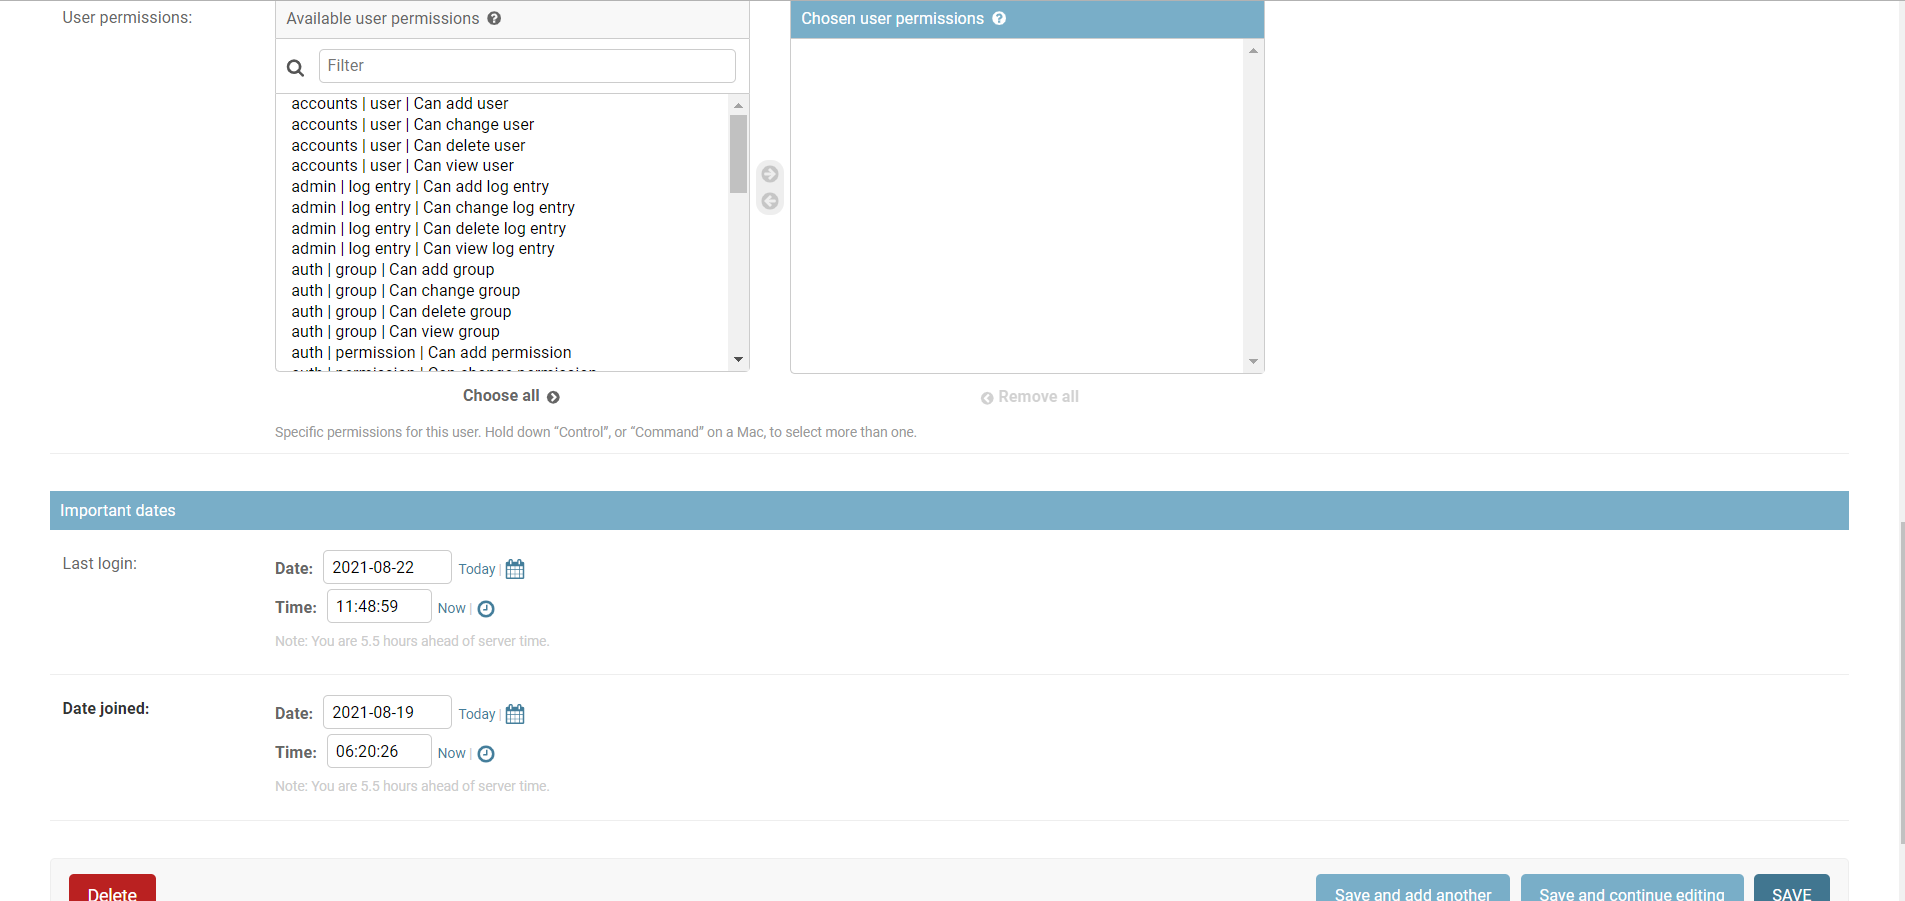 User permissions:
Available user permissions
Chosen user permissions
Filter
accounts | user | Can add user
accounts | user | Can change user
accounts | user | Can delete user
accounts | user | Can view user
admin | log entry | Can add log entry
admin | log entry | Can change log entry
admin | log entry | Can delete log entry
admin | log entry | Can view log entry
auth | group | Can add group
auth | group | Can change group
auth | group | Can delete group
auth | group | Can view group
auth | permission | Can add permission
auth | permission | Can change permission
Choose all
Remove all
Specific permissions for this user. Hold down “Control”, or “Command” on a Mac, to select more than one.
Important dates
Last login:
Date: 2021-08-22 Today |
Time: 11:48:59 Now |
Note: You are 5.5 hours ahead of server time.
Date joined:
Date: 2021-08-19 Today |
Time: 06:20:26 Now |
Note: You are 5.5 hours ahead of server time.
Delete
Save and add another
Save and continue editing
SAVE